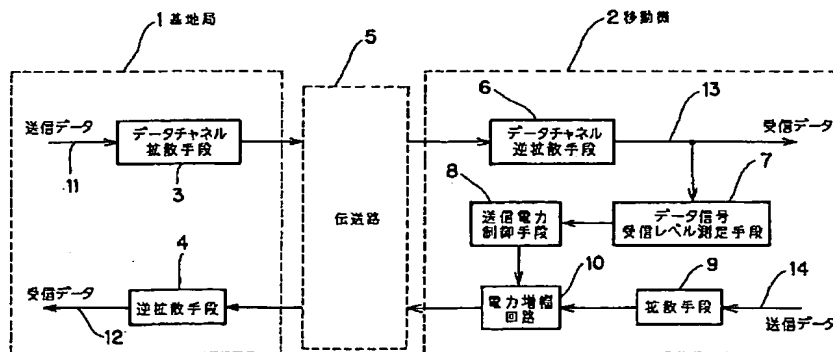 1 基地局
5
2 移動機
6
13
送信データ
データチャネル
拡散手段
データチャネル
逆拡散手段
受信データ
11
3
8
7
送信電力
制御手段
データ信号
受信レベル測定手段
伝送路
4
10
9
14
受信データ
逆拡散手段
電力増幅
回路
拡散手段
送信データ
12